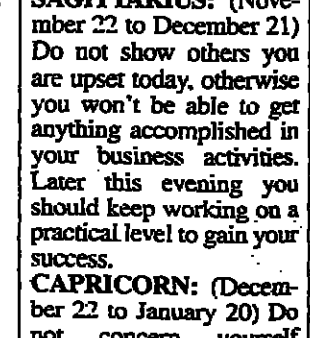 SAGITTARIUS: (Nove-
mber 22 to December 21)
Do not show others you
are upset today, otherwise
you won't be able to get
anything accomplished in
your business activities.
Later this evening you
should keep working on a
practical level to gain your
success.
CAPRICORN: (Decem-
ber 22 to January 20) Do
not concern yourself